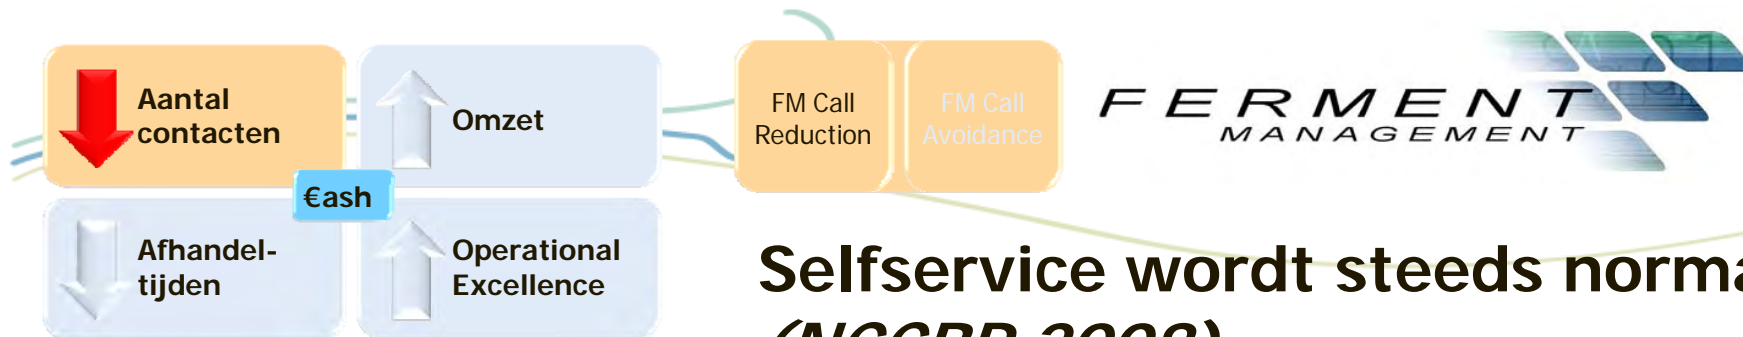 Aantal
contacten
Omzet
€ash
Afhandel-
tijden
Operational
Excellence
FM Call
Reduction
FM Call
Avoidance
FERMENT
MANAGEMENT
Selfservice wordt steeds norma